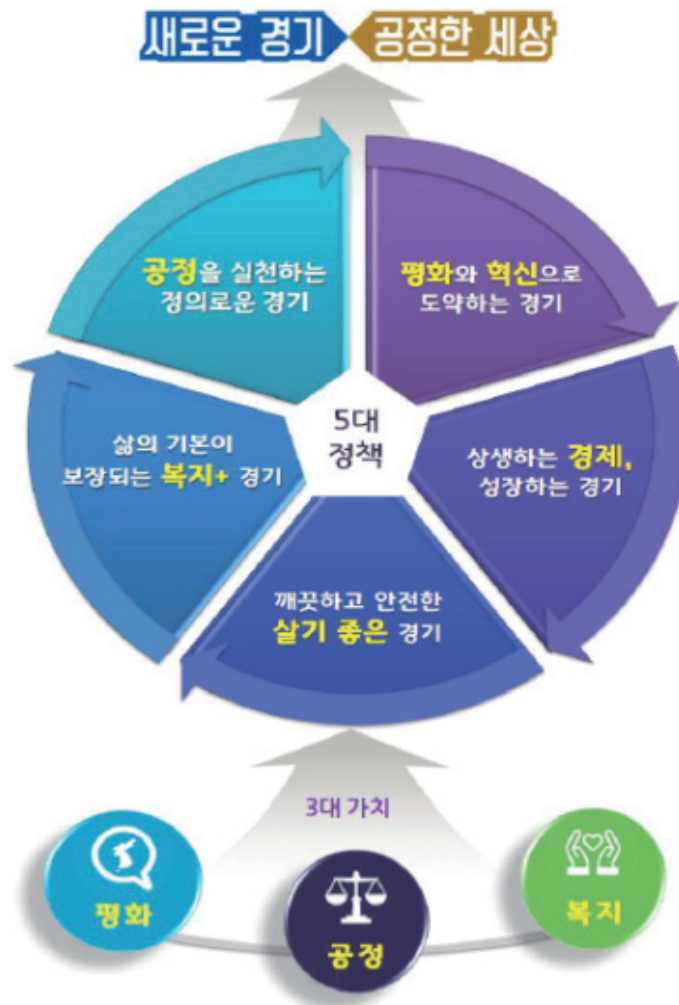 새로운 경기 공정한 세상
공정을 실천하는
정의로운 경기
평화와 혁신으로
도약하는 경기
삶의 기본이
보장되는 복지+ 경기
5대
정책
상생하는 경제,
성장하는 경기
깨끗하고 안전한
살기 좋은 경기
3대 가치
평화
공정
복지